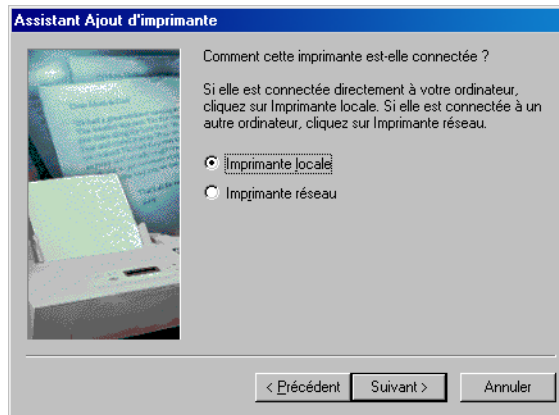 Assistant Ajout d'imprimante
Comment cette imprimante est-elle connectée ?
Si elle est connectée directement à votre ordinateur,
cliquez sur Imprimante locale. Si elle est connectée à un
autre ordinateur, cliquez sur Imprimante réseau.
Imprimante locale
Imprimante réseau
< Précédent
Suivant >
Annuler